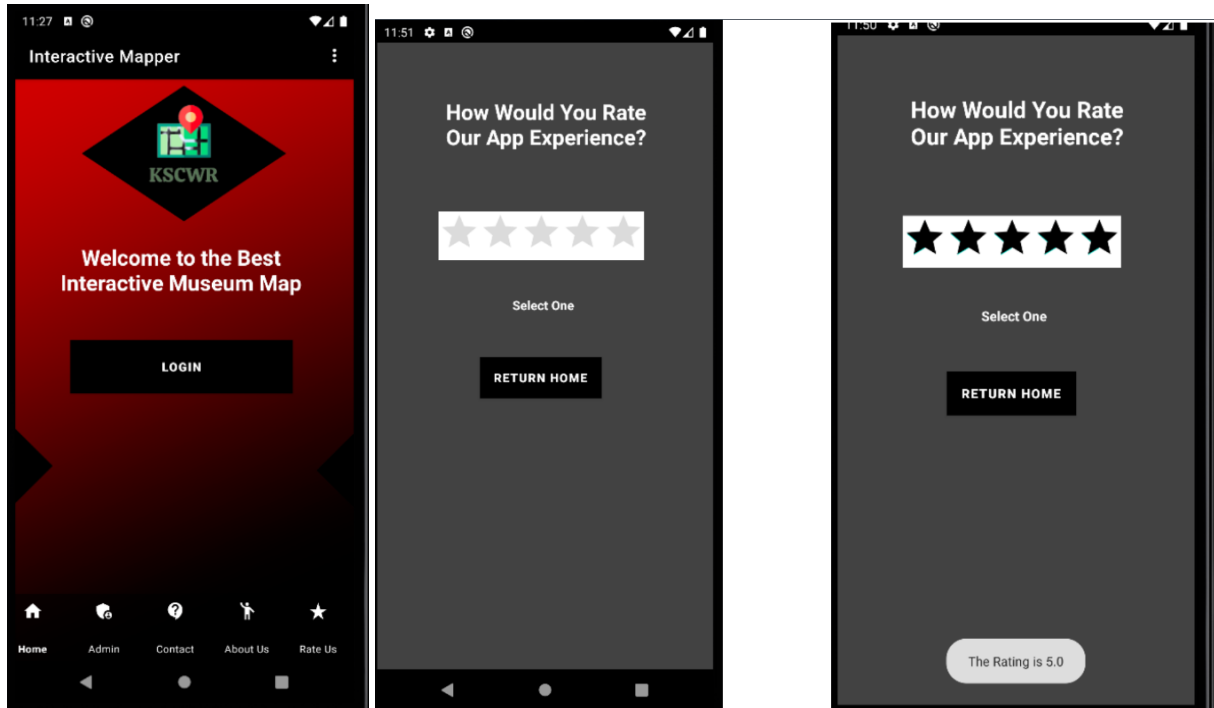 11:27
Interactive Mapper
KSCWR
Welcome to the Best
Interactive Museum Map
LOGIN
Home
Admin
Contact
About Us
Rate Us
11:51
How Would You Rate
Our App Experience?
Select One
RETURN HOME
11:50
How Would You Rate
Our App Experience?
Select One
RETURN HOME
The Rating is 5.0